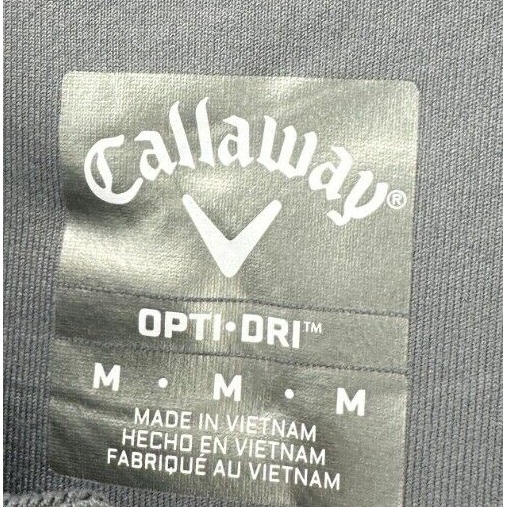 Callaway®
OPTI•DRI™
M • M • M
MADE IN VIETNAM
HECHO EN VIETNAM
FABRIQUÉ AU VIETNAM